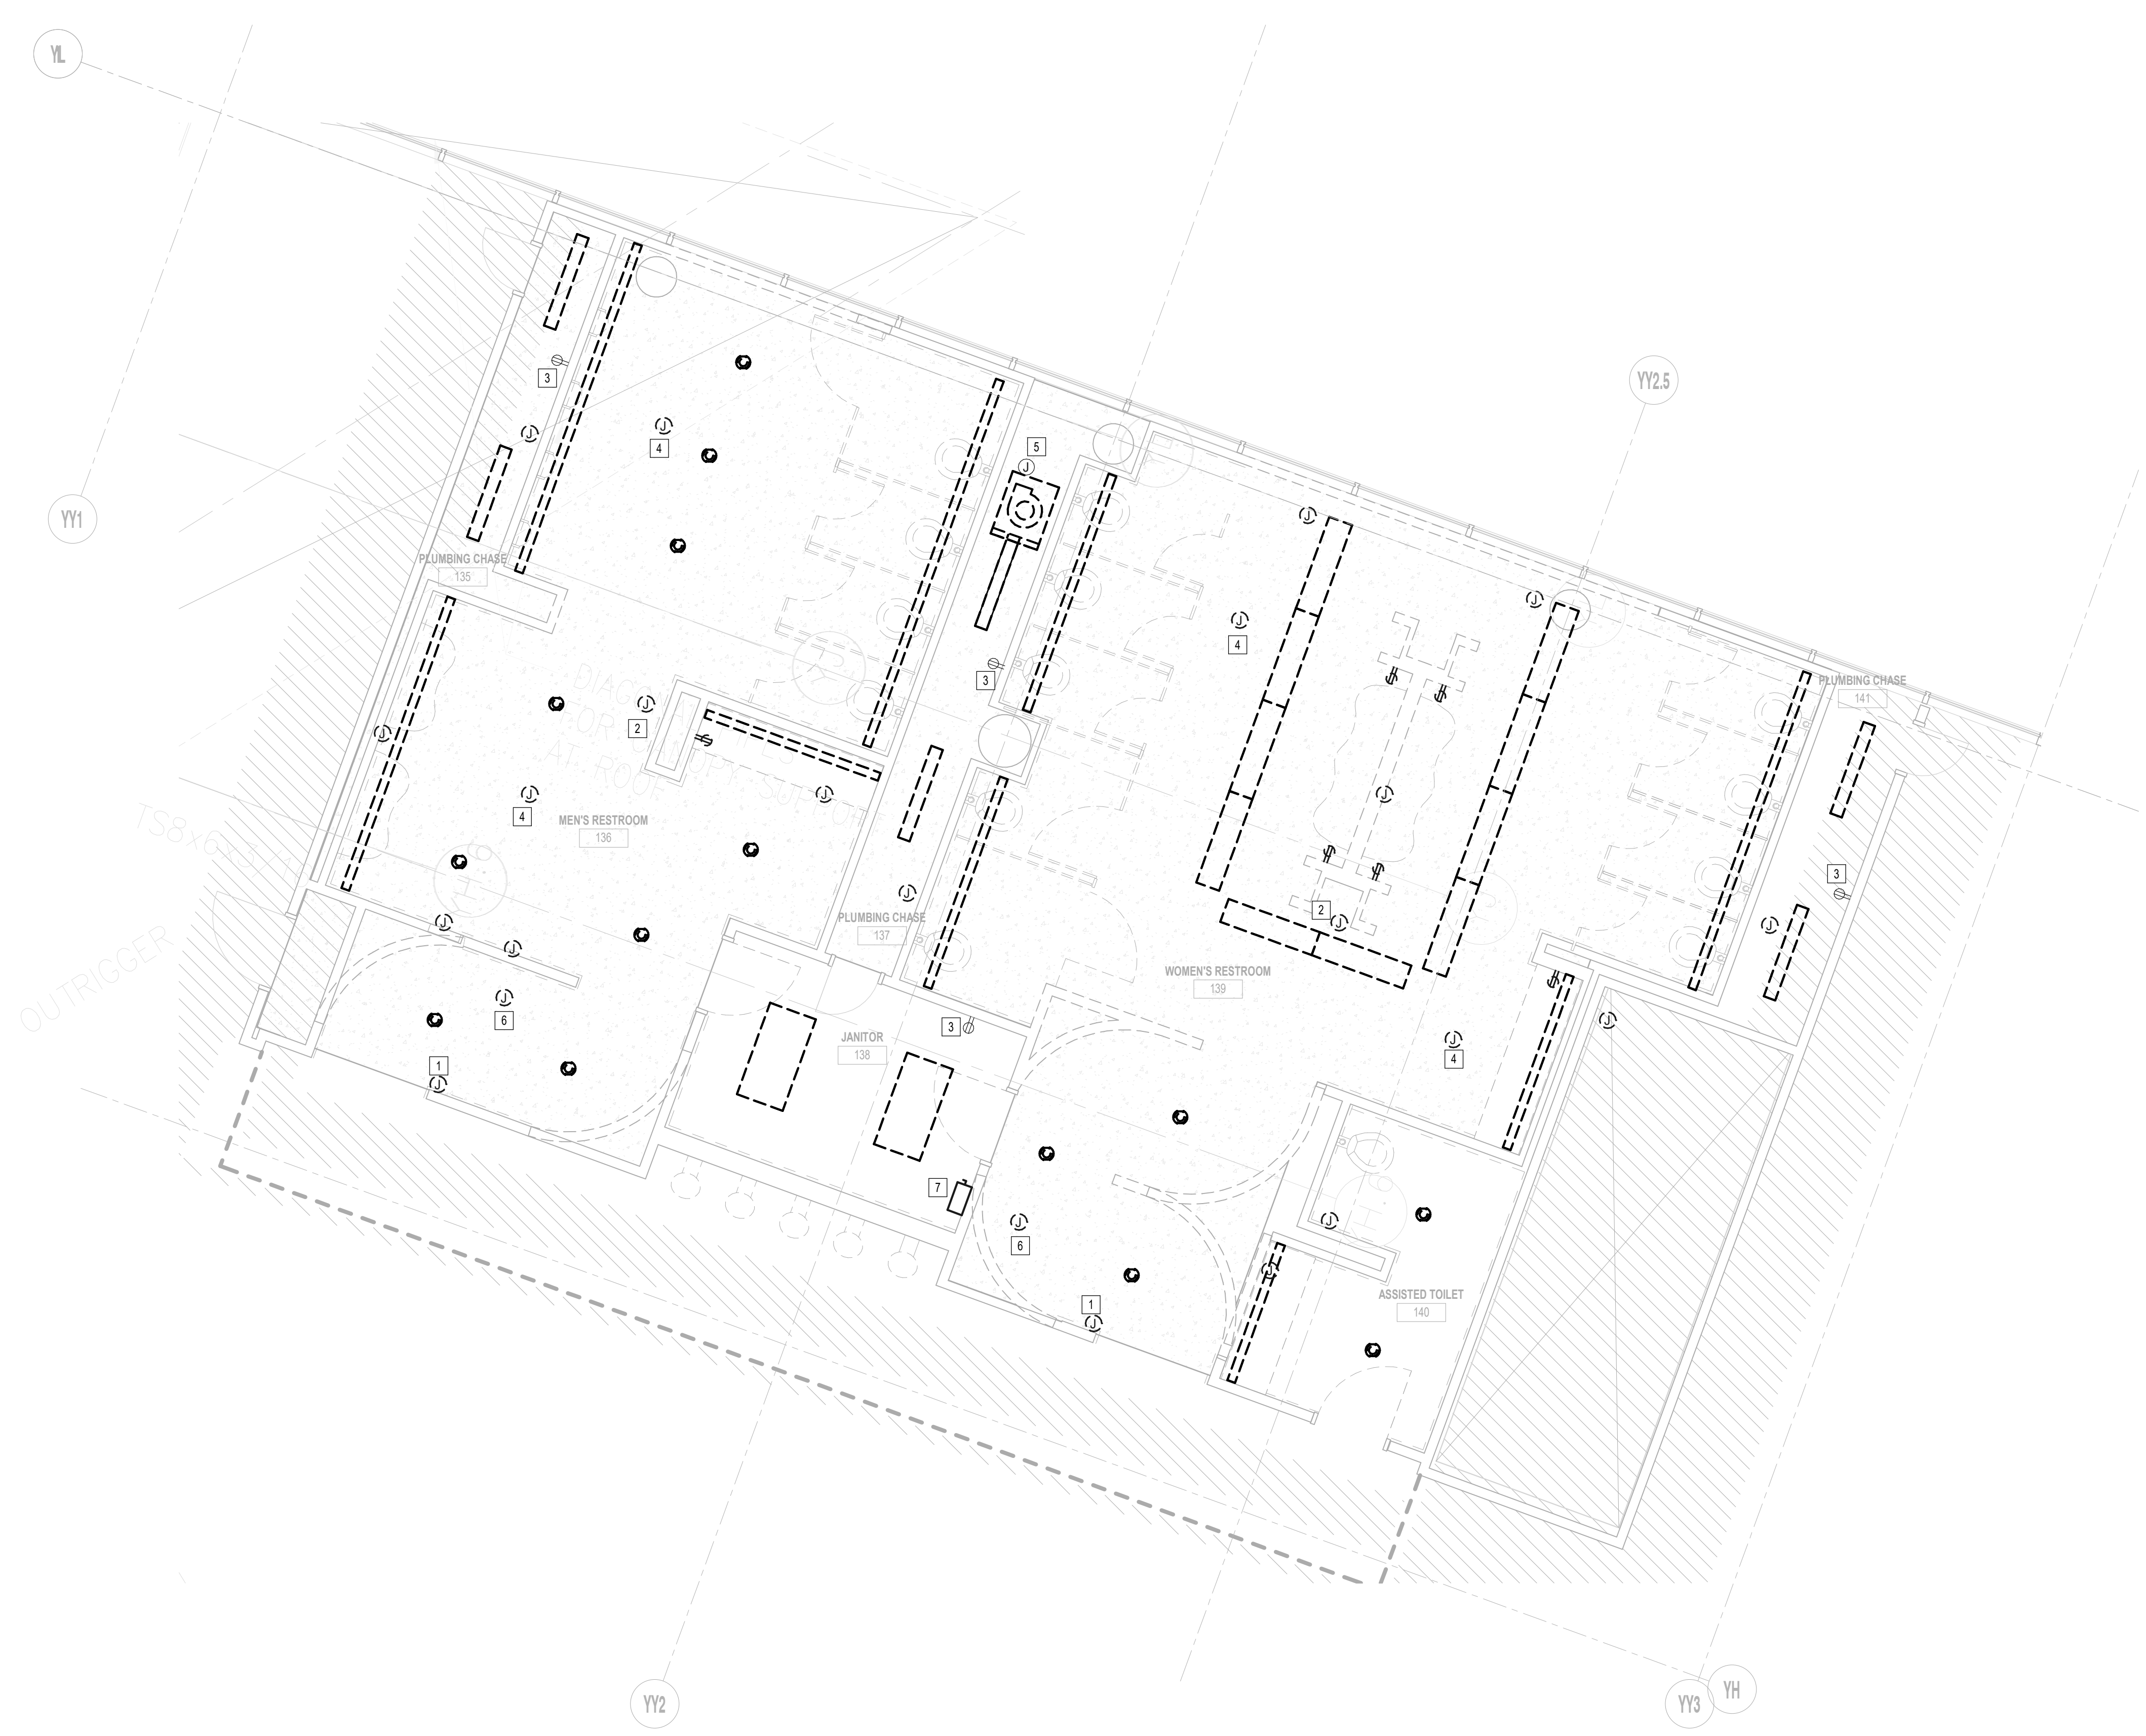 YL
YY2.5
3
5
J
4
J
J
J
J
YY1
PLUMBING CHASE
135
J
4
3
PLUMBING CHASE
141
DIAG
J
2
$
$
$
J
J
4
J
J
MEN'S RESTROOM
136
TS8x6x
$
$
3
J
PLUMBING CHASE
137
J
2
J
J
J
OUTRIGGER
WOMEN'S RESTROOM
139
$
J
6
3
JANITOR
138
J
4
J
1
J
7
J
6
J
J
ASSISTED TOILET
140
1
J
YY2
YY3
YH